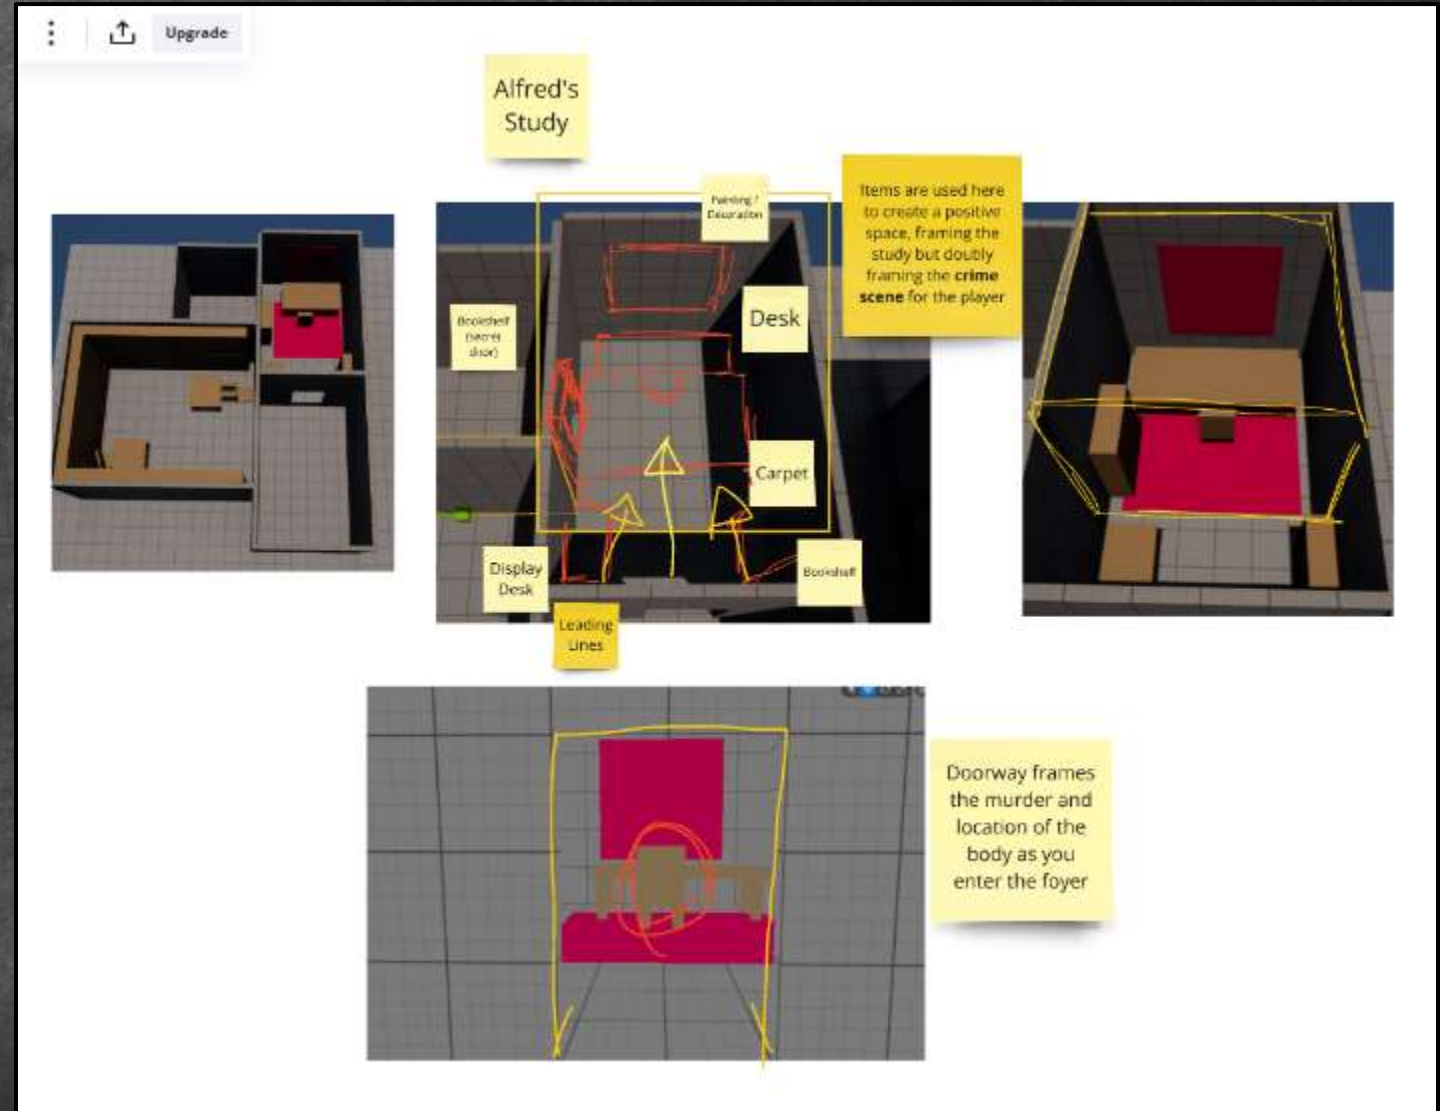 Upgrade
Alfred's
Study
Painting /
Decoration
Items are used here
to create a positive
space, framing the
study but doubly
framing the crime
scene for the player
Bookshelf
(secret
door)
Desk
Carpet
Display
Desk
Bookshelf
Leading
Lines
Doorway frames
the murder and
location of the
body as you
enter the foyer